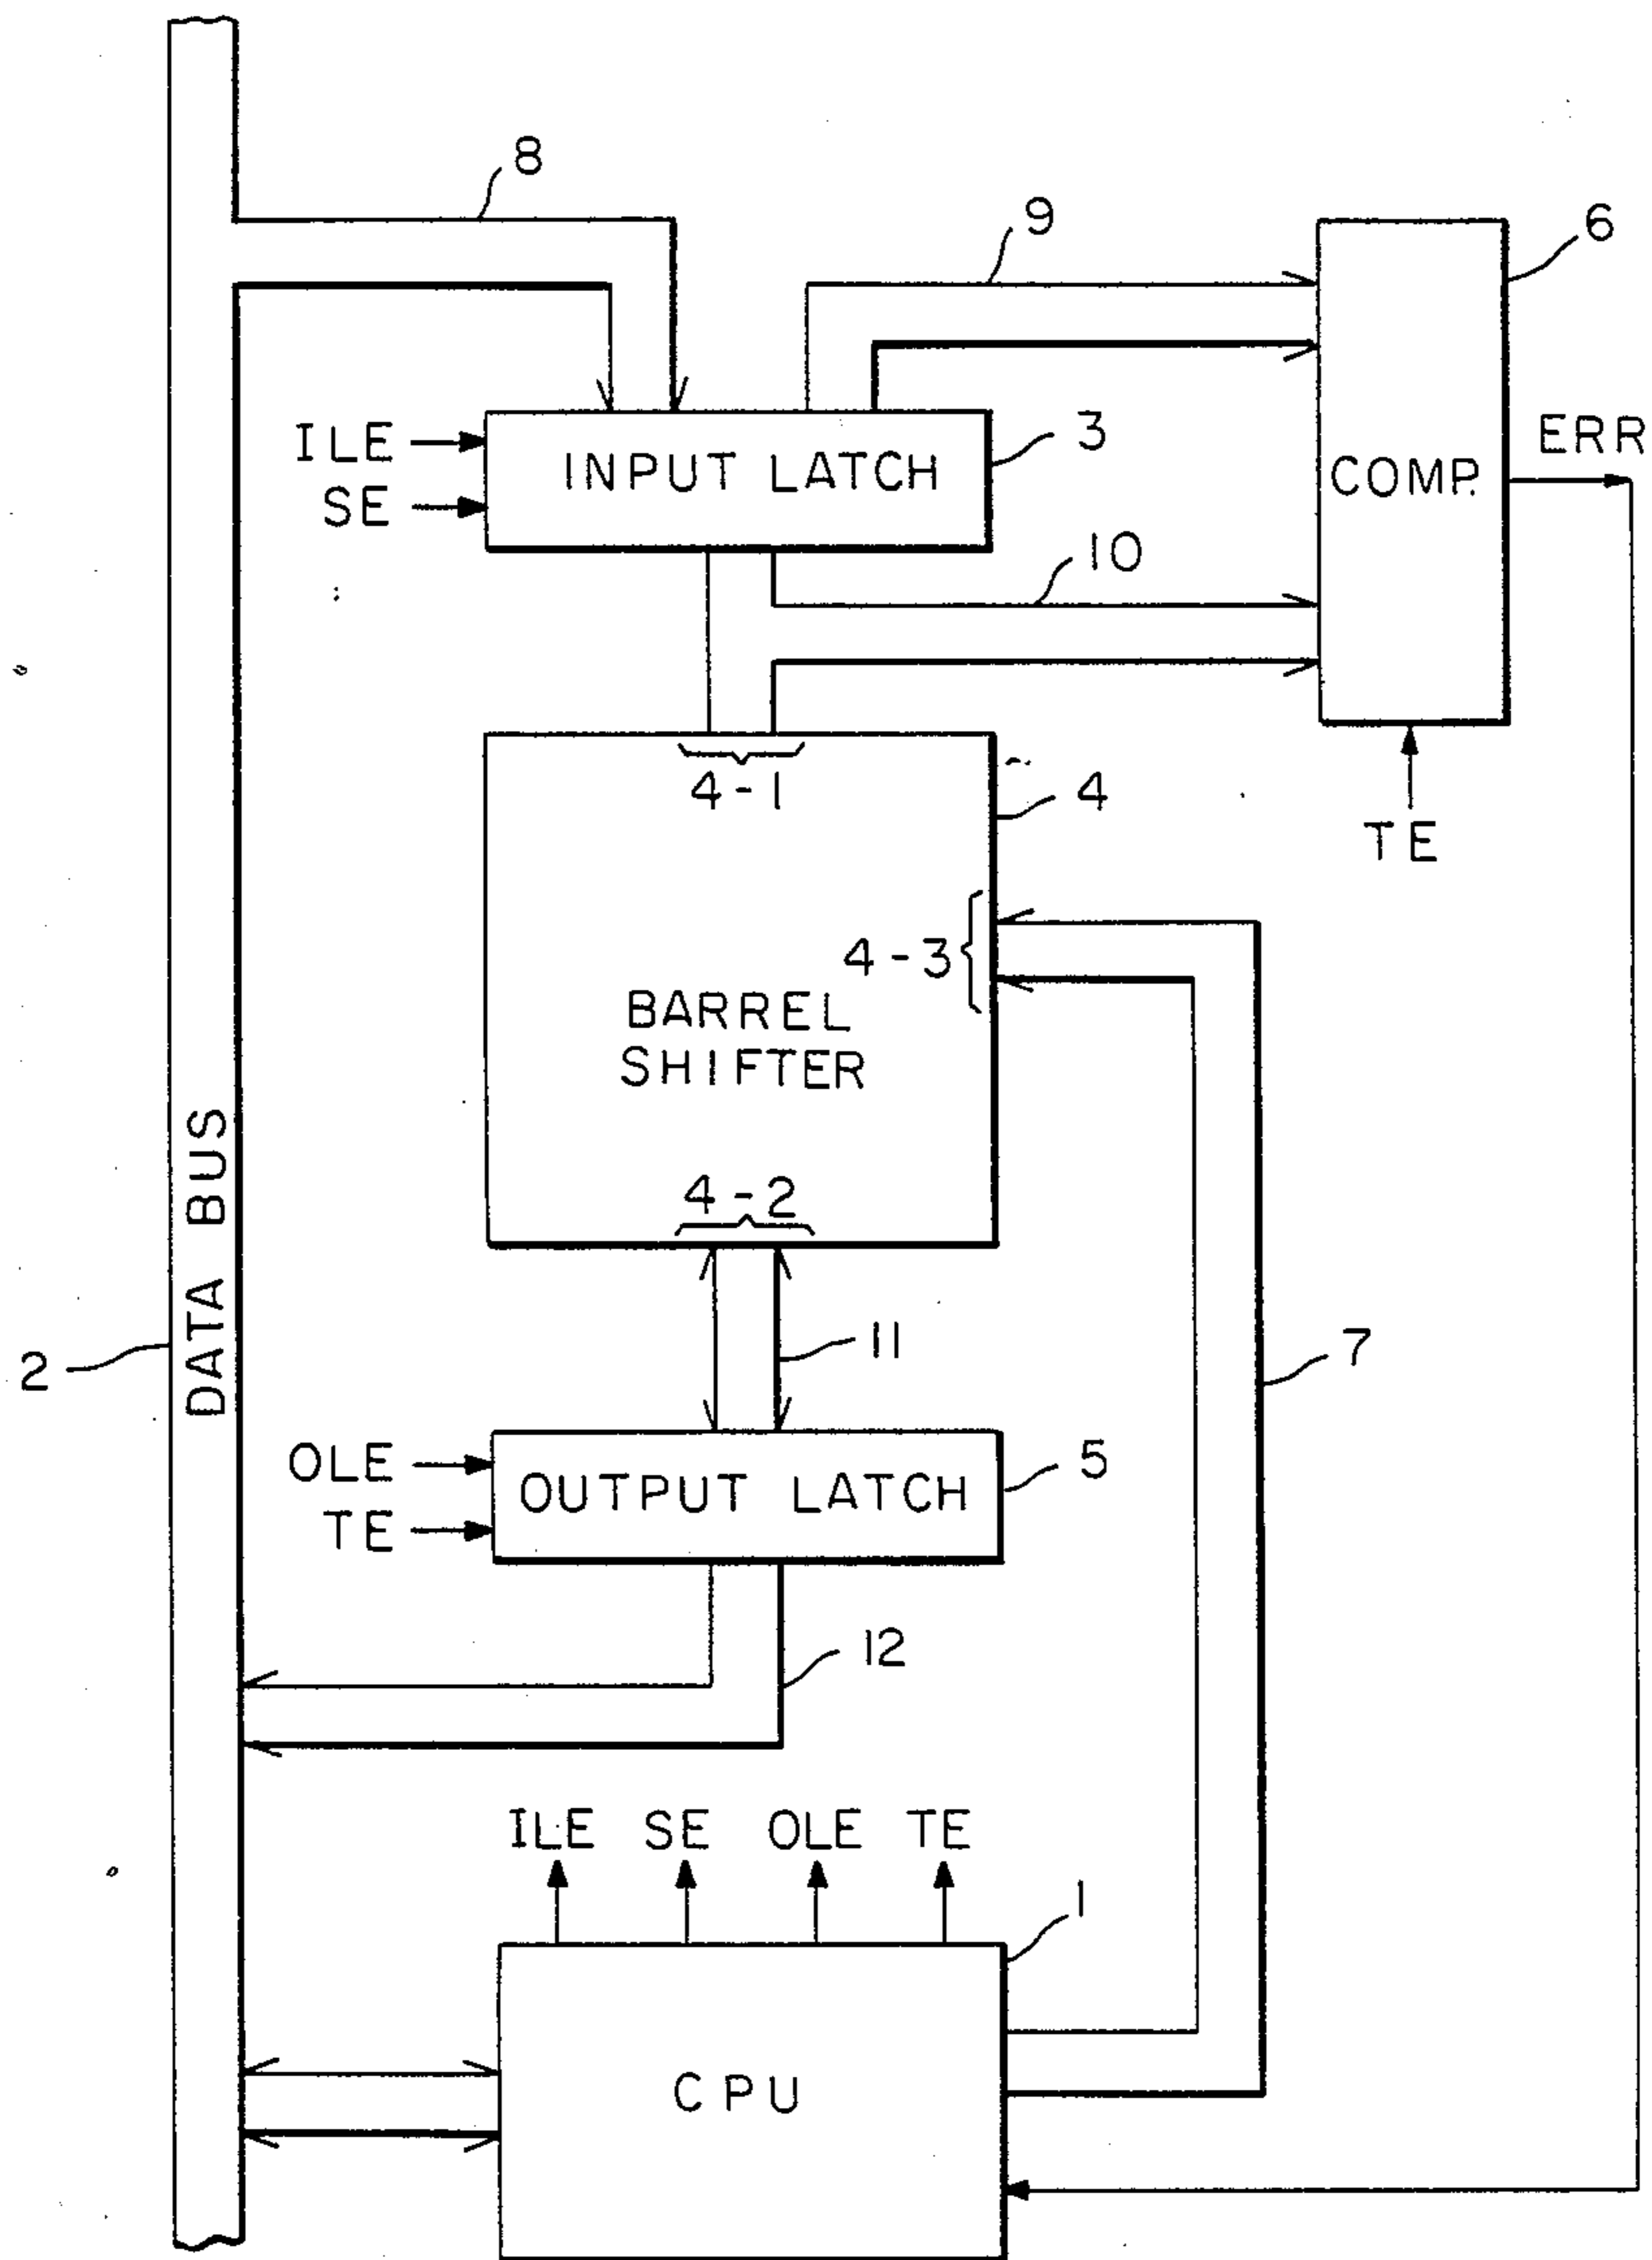 8
9
6
ILE
SE
INPUT LATCH
3
COMP.
ERR
10
4-1
4
TE
4-3
BARREL
SHIFTER
4-2
DATA BUS
2
11
7
OLE
TE
OUTPUT LATCH
5
12
ILE SE OLE TE
1
CPU